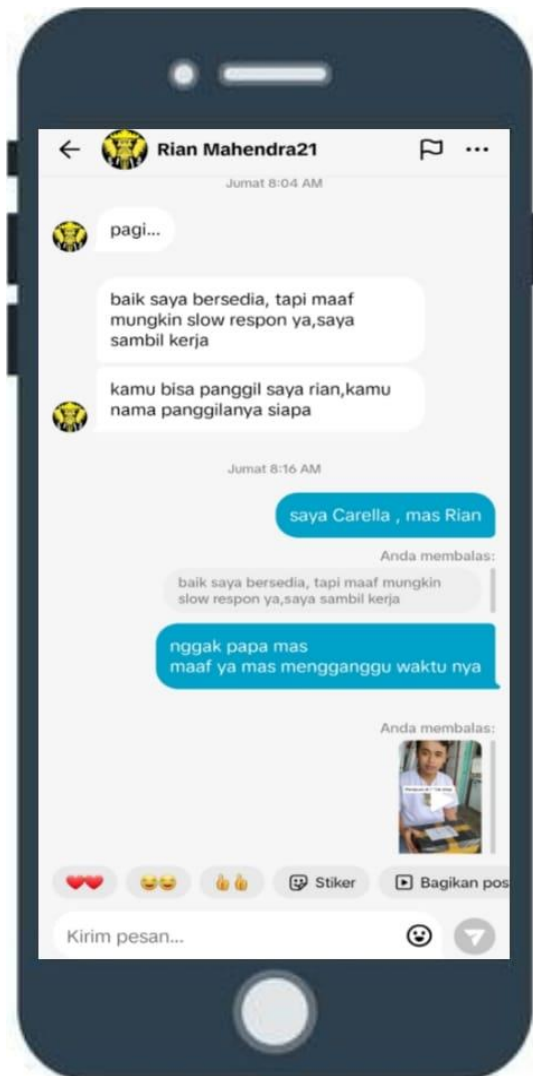 Rian Mahendra21
Jumat 8:04 AM
pagi...
baik saya bersedia, tapi maaf
mungkin slow respon ya,saya
sambil kerja
kamu bisa panggil saya rian,kamu
nama panggilanya siapa
Jumat 8:16 AM
saya Carella , mas Rian
Anda membalas:
baik saya bersedia, tapi maaf mungkin
slow respon ya,saya sambil kerja
nggak papa mas
maaf ya mas mengganggu waktu nya
Anda membalas:
Stiker
Bagikan pos
Kirim pesan...